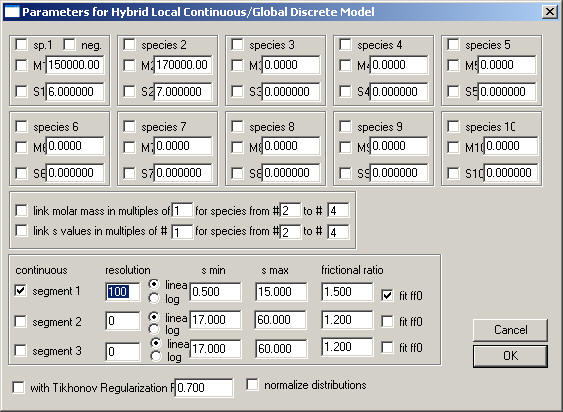 Parameters for Hybrid Local Continuous/Global Discrete Model
sp.1 neg. species 2 species 3 species 4 species 5
M1 150000.00 M2 170000.00 M3 0.0000 M4 0.0000 M5 0.0000
S1 6.000000 S2 7.000000 S3 0.0000 S4 0.0000 S5 0.0000
species 6 species 7 species 8 species 9 species 10
M6 0.0000 M7 0.0000 M8 0.0000 M9 0.0000 M10 0.0000
S6 0.0000 S7 0.0000 S8 0.0000 S9 0.0000 S10 0.0000
link molar mass in multiples of 1 for species from # 2 to # 4
link s values in multiples of # 1 for species from # 2 to # 4
continuous resolution s min s max frictional ratio
segment 1 100 linea log 0.500 15.000 1.500 fit ff0
segment 2 0 linea log 17.000 60.000 1.200 fit ff0
segment 3 0 linea log 17.000 60.000 1.200 fit ff0
Cancel
OK
with Tikhonov Regularization 0.700 normalize distributions